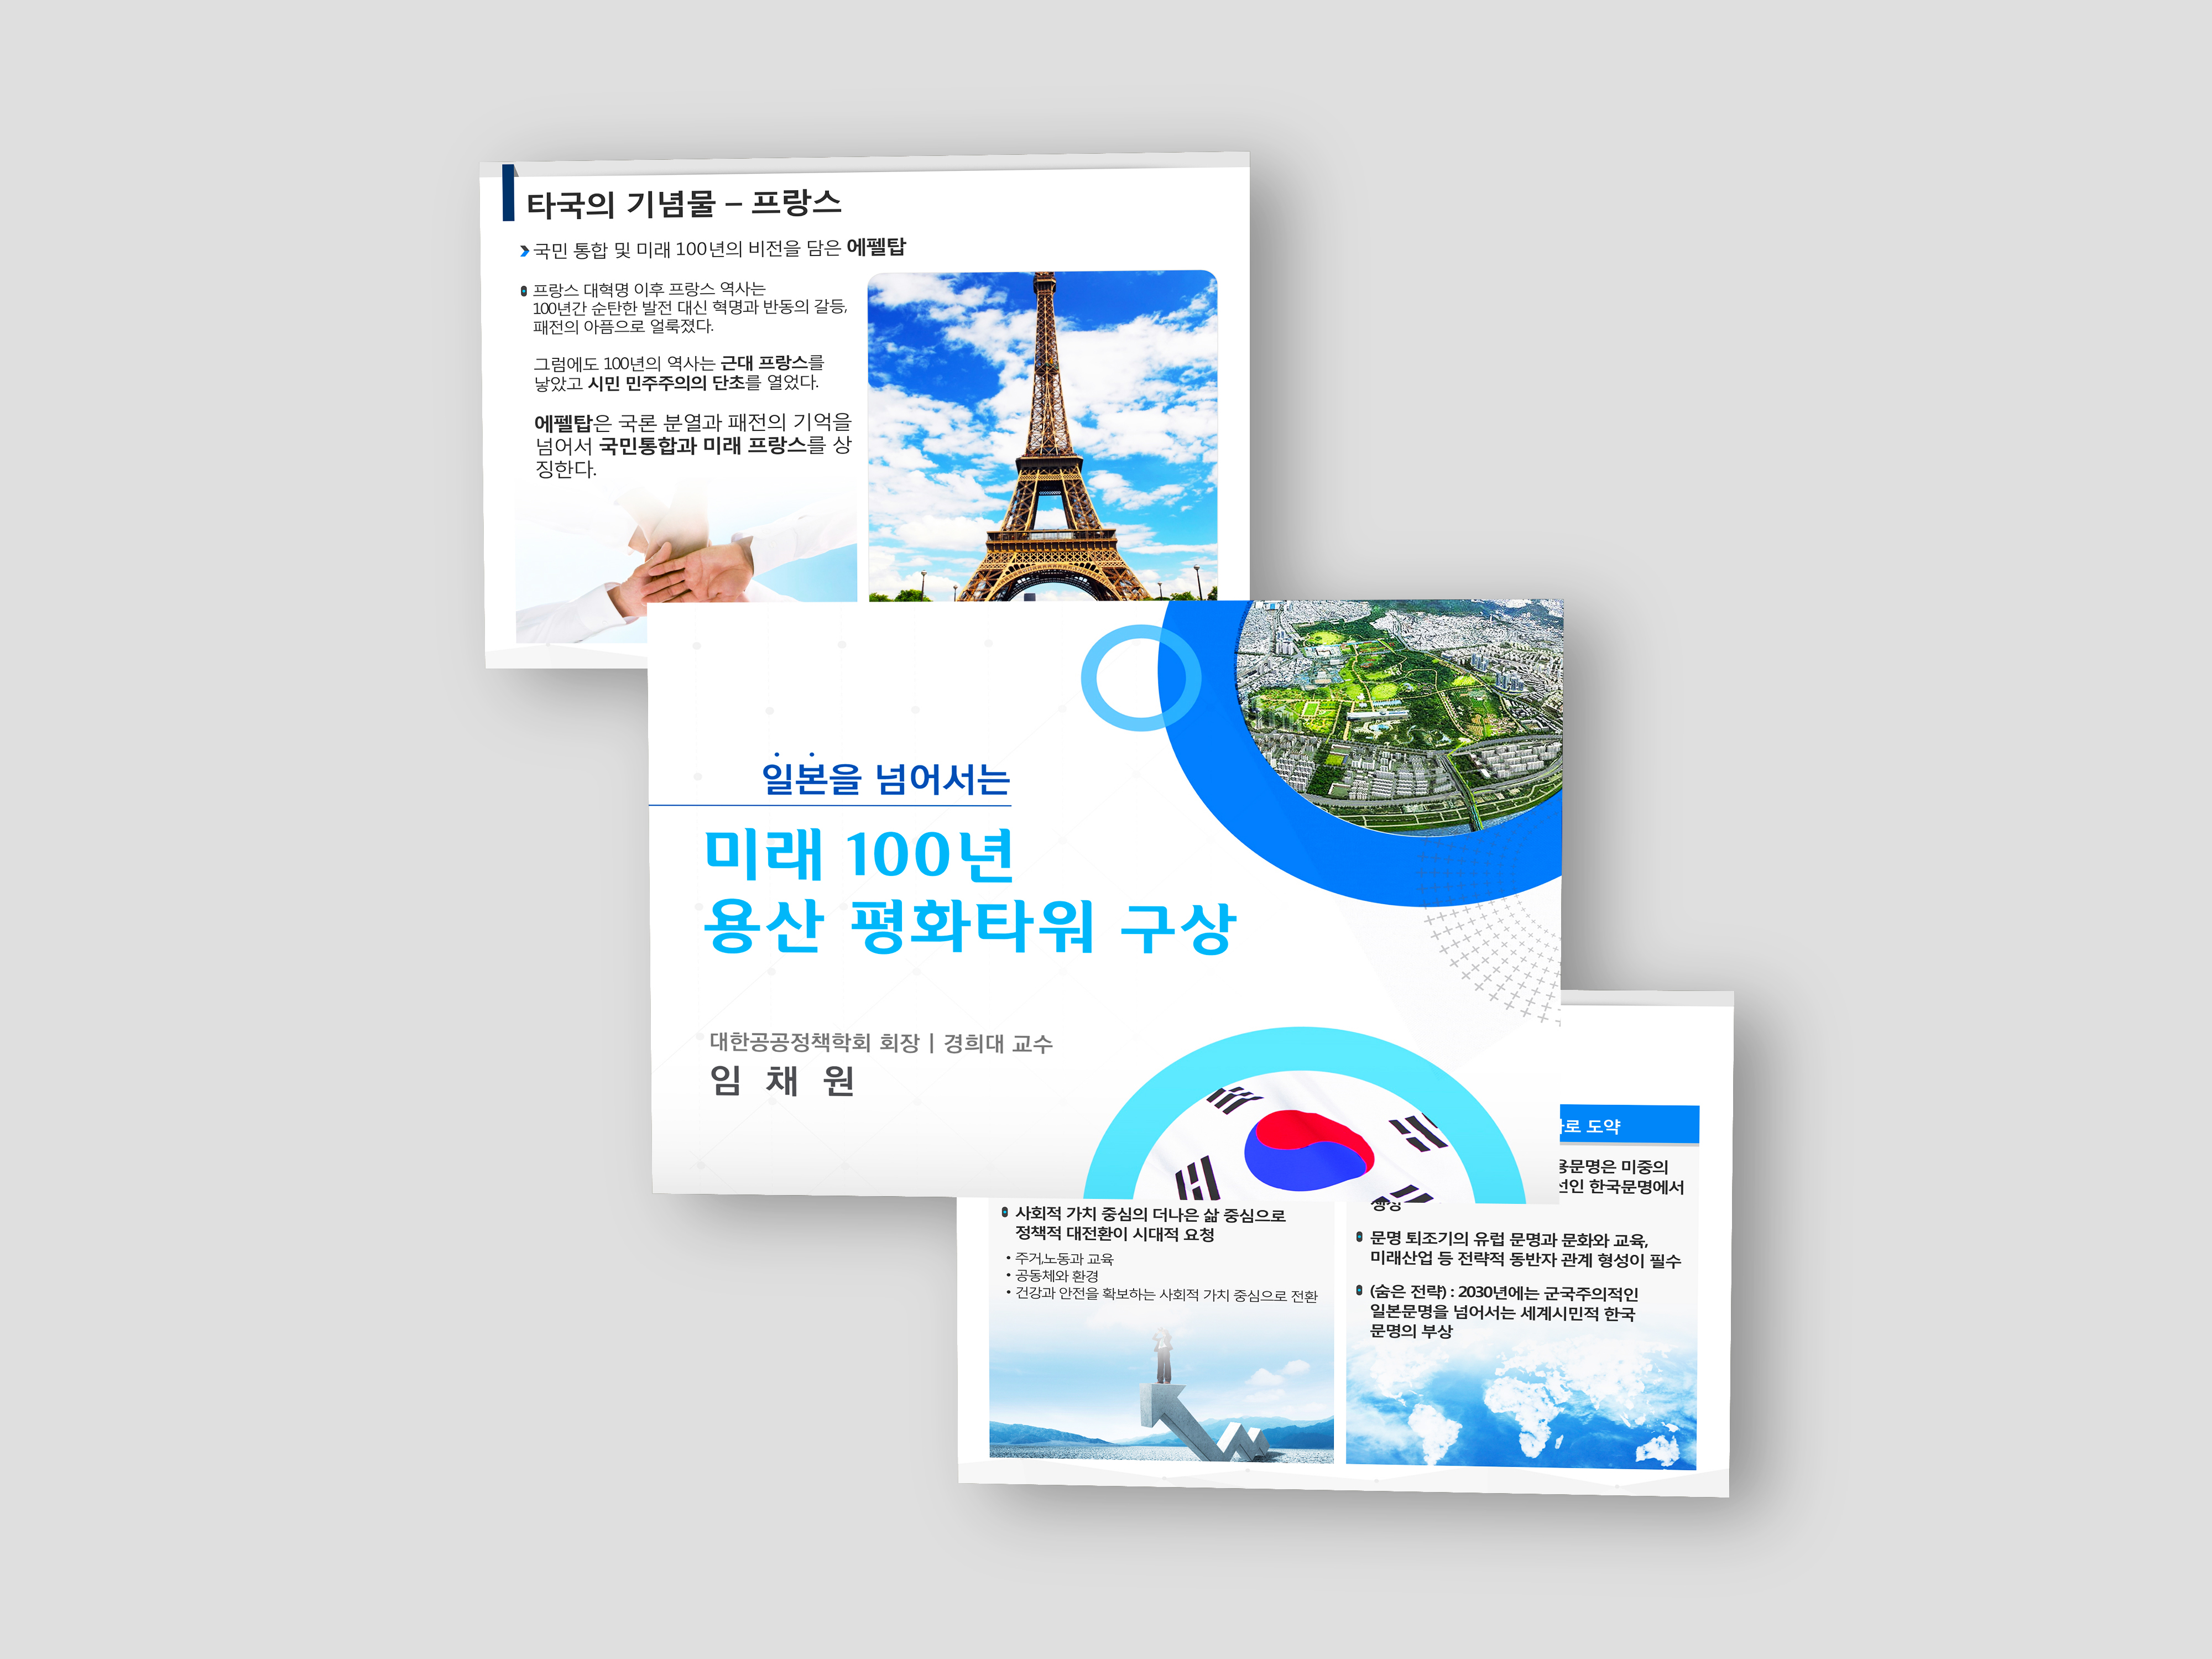 타국의 기념물 – 프랑스
국민 통합 및 미래 100년의 비전을 담은 에펠탑
프랑스 대혁명 이후 프랑스 역사는
100년간 순탄한 발전 대신 혁명과 반동의 갈등,
패전의 아픔으로 얼룩졌다.
그럼에도 100년의 역사는 근대 프랑스를
낳았고 시민 민주주의의 단초를 열었다.
에펠탑은 국론 분열과 패전의 기억을
넘어서 국민통합과 미래 프랑스를 상
징한다.
일본을 넘어서는
미래 100년
용산 평화타워 구상
대한공공정책학회 회장 | 경희대 교수
임 채 원
로 도약
용문명은 미중의
선인 한국문명에서
사회적 가치 중심의 더나은 삶 중심으로
정책적 대전환이 시대적 요청
• 주거,노동과 교육
• 공동체와 환경
• 건강과 안전을 확보하는 사회적 가치 중심으로 전환
문명 퇴조기의 유럽 문명과 문화와 교육,
미래산업 등 전략적 동반자 관계 형성이 필수
(숨은 전략) : 2030년에는 군국주의적인
일본문명을 넘어서는 세계시민적 한국
문명의 부상